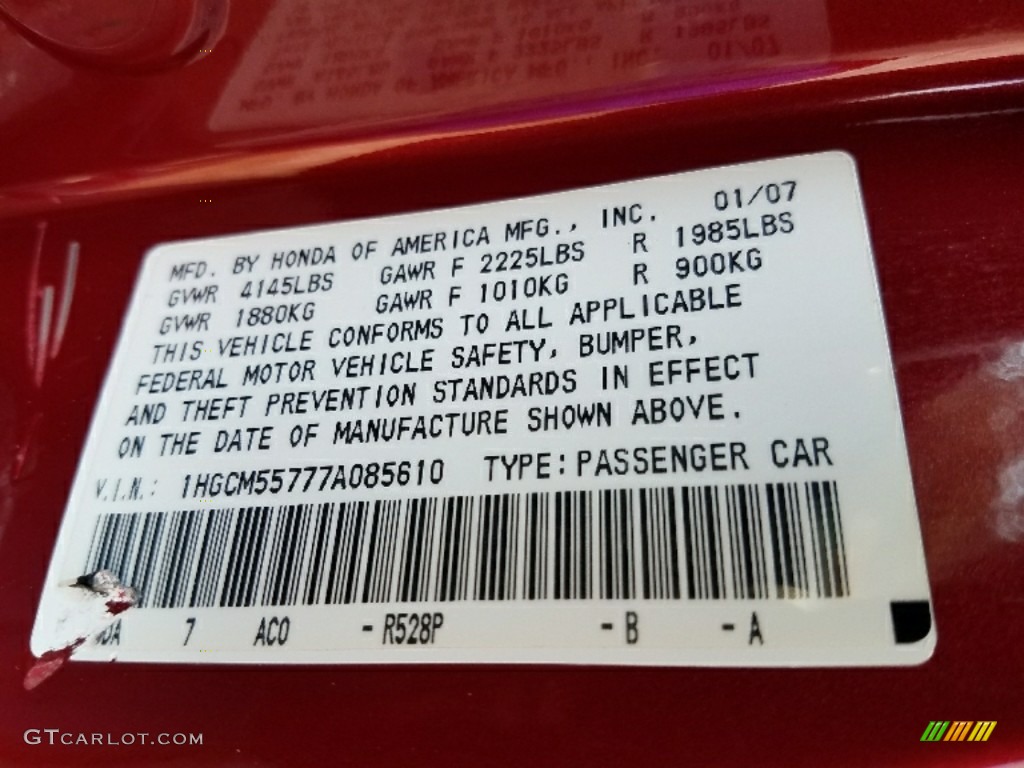 MFD. BY HONDA OF AMERICA MFG., INC. 01/07
GVWR 4145LBS GAWR F 2225LBS R 1985LBS
GVWR 1880KG GAWR F 1010KG R 900KG
THIS VEHICLE CONFORMS TO ALL APPLICABLE
FEDERAL MOTOR VEHICLE SAFETY, BUMPER,
AND THEFT PREVENTION STANDARDS IN EFFECT
ON THE DATE OF MANUFACTURE SHOWN ABOVE.
V.I.N.: 1HGCM55777A085610 TYPE: PASSENGER CAR
7 ACO - R528P - B - A
GTCARLOT.COM